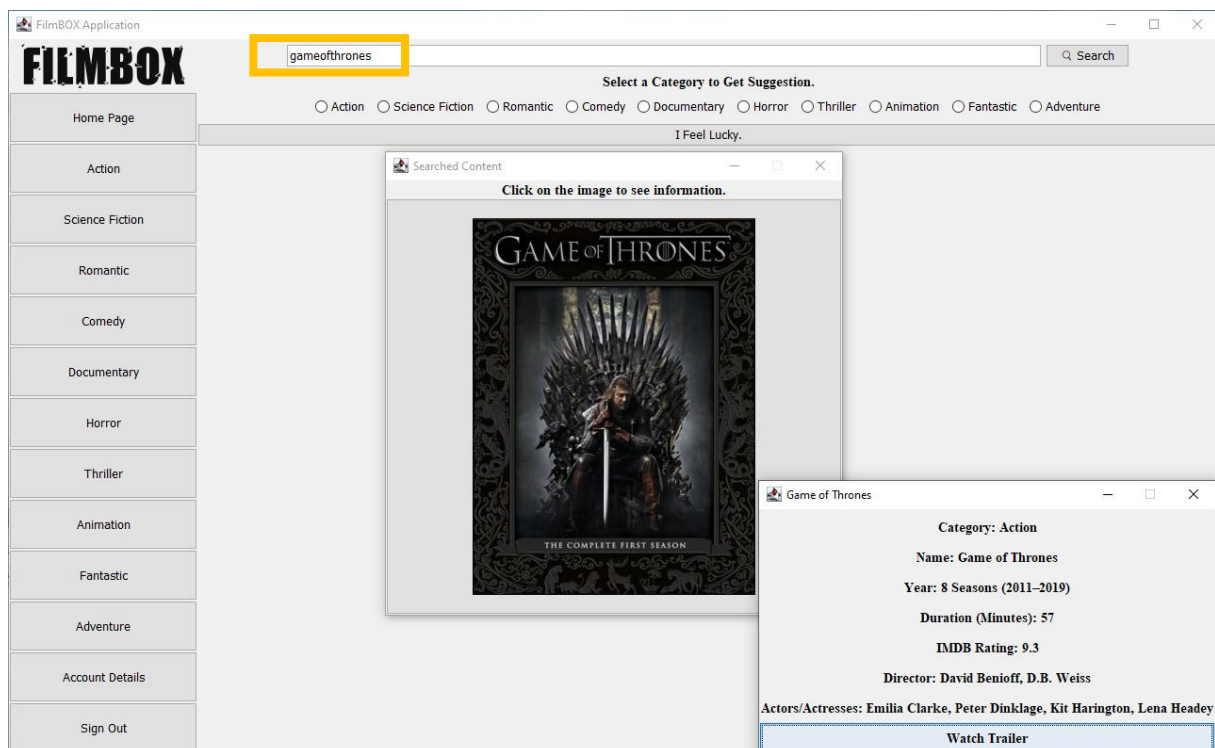 FilmBOX Application
FILMBOX
gameofthrones
Search
Select a Category to Get Suggestion.
Action Science Fiction Romantic Comedy Documentary Horror Thriller Animation Fantastic Adventure
I Feel Lucky.
Home Page
Action
Science Fiction
Romantic
Comedy
Documentary
Horror
Thriller
Animation
Fantastic
Adventure
Account Details
Sign Out
Searched Content
Click on the image to see information.
GAME OF THRONES
THE COMPLETE FIRST SEASON
Game of Thrones
Category: Action
Name: Game of Thrones
Year: 8 Seasons (2011–2019)
Duration (Minutes): 57
IMDB Rating: 9.3
Director: David Benioff, D.B. Weiss
Actors/Actresses: Emilia Clarke, Peter Dinklage, Kit Harington, Lena Headey
Watch Trailer